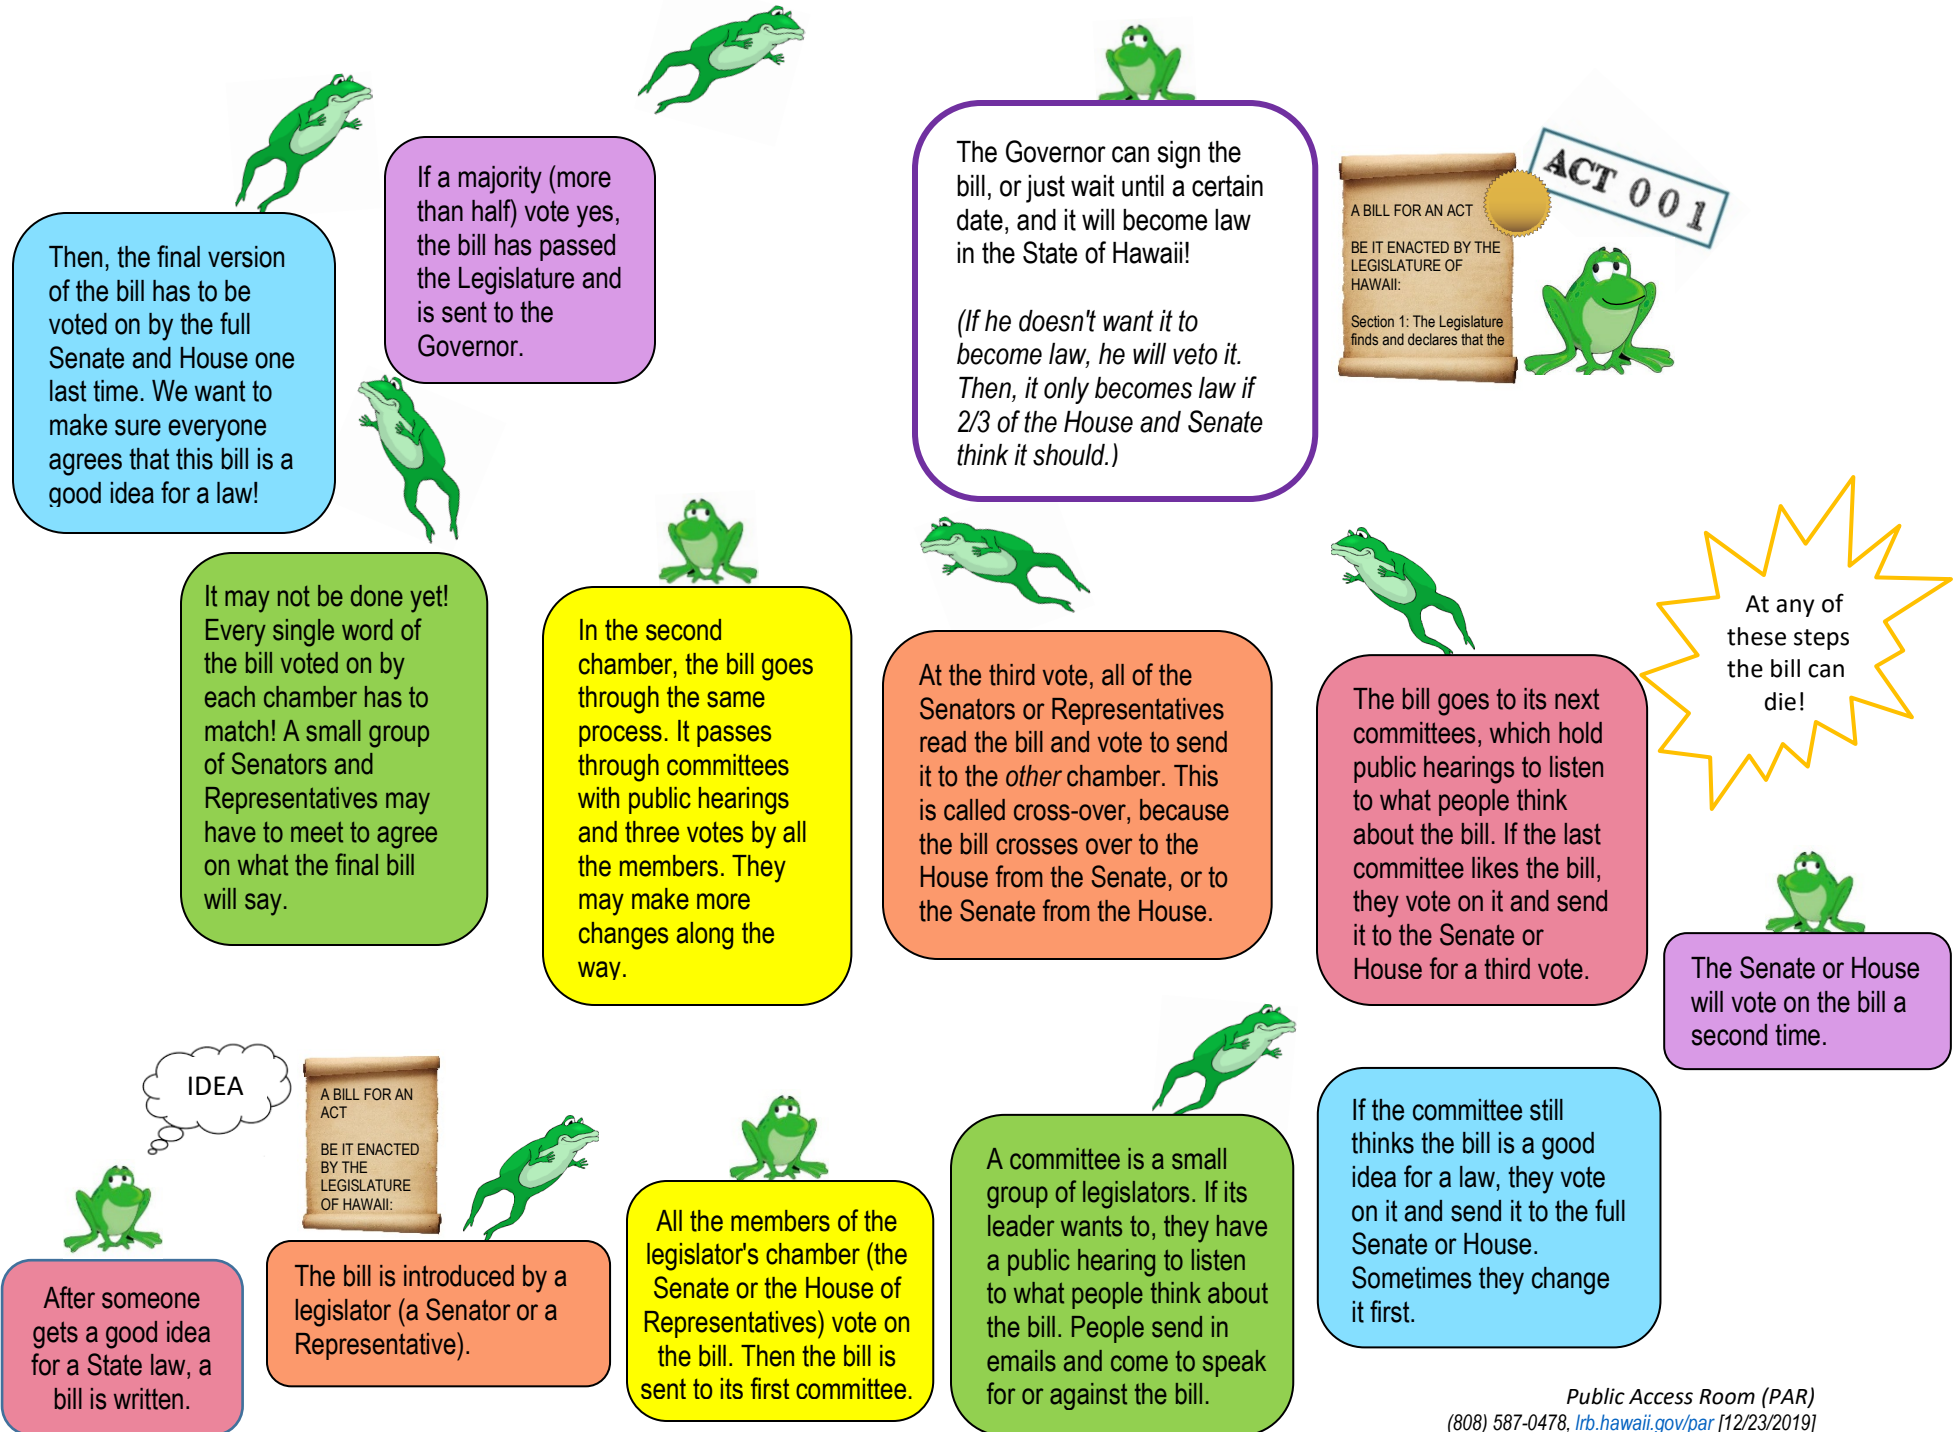 IDEA
After someone
gets a good idea
for a State law, a
bill is written.
A BILL FOR AN
ACT
BE IT ENACTED
BY THE
LEGISLATURE
OF HAWAII:
The bill is introduced by a
legislator (a Senator or a
Representative).
All the members of the
legislator's chamber (the
Senate or the House of
Representatives) vote on
the bill. Then the bill is
sent to its first committee.
A committee is a small
group of legislators. If its
leader wants to, they have
a public hearing to listen
to what people think about
the bill. People send in
emails and come to speak
for or against the bill.
If the committee still
thinks the bill is a good
idea for a law, they vote
on it and send it to the full
Senate or House.
Sometimes they change
it first.
The Senate or House
will vote on the bill a
second time.
At any of
these steps
the bill can
die!
The bill goes to its next
committees, which hold
public hearings to listen
to what people think
about the bill. If the last
committee likes the bill,
they vote on it and send
it to the Senate or
House for a third vote.
At the third vote, all of the
Senators or Representatives
read the bill and vote to send
it to the other chamber. This
is called cross-over, because
the bill crosses over to the
House from the Senate, or to
the Senate from the House.
In the second
chamber, the bill goes
through the same
process. It passes
through committees
with public hearings
and three votes by all
the members. They
may make more
changes along the
way.
It may not be done yet!
Every single word of
the bill voted on by
each chamber has to
match! A small group
of Senators and
Representatives may
have to meet to agree
on what the final bill
will say.
Then, the final version
of the bill has to be
voted on by the full
Senate and House one
last time. We want to
make sure everyone
agrees that this bill is a
good idea for a law!
If a majority (more
than half) vote yes,
the bill has passed
the Legislature and
is sent to the
Governor.
The Governor can sign the
bill, or just wait until a certain
date, and it will become law
in the State of Hawaii!
(If he doesn't want it to
become law, he will veto it.
Then, it only becomes law if
2/3 of the House and Senate
think it should.)
A BILL FOR AN ACT
BE IT ENACTED BY THE
LEGISLATURE OF
HAWAII:
Section 1: The Legislature
finds and declares that the
ACT 001
Public Access Room (PAR)
(808) 587-0478, lrb.hawaii.gov/par [12/23/2019]